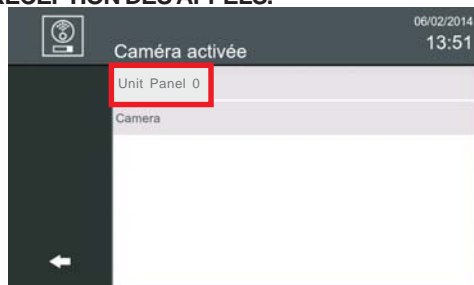 RÉCEPTION DES APPELS.
06/02/2014
13:51
Caméra activée
Unit Panel 0
Camera